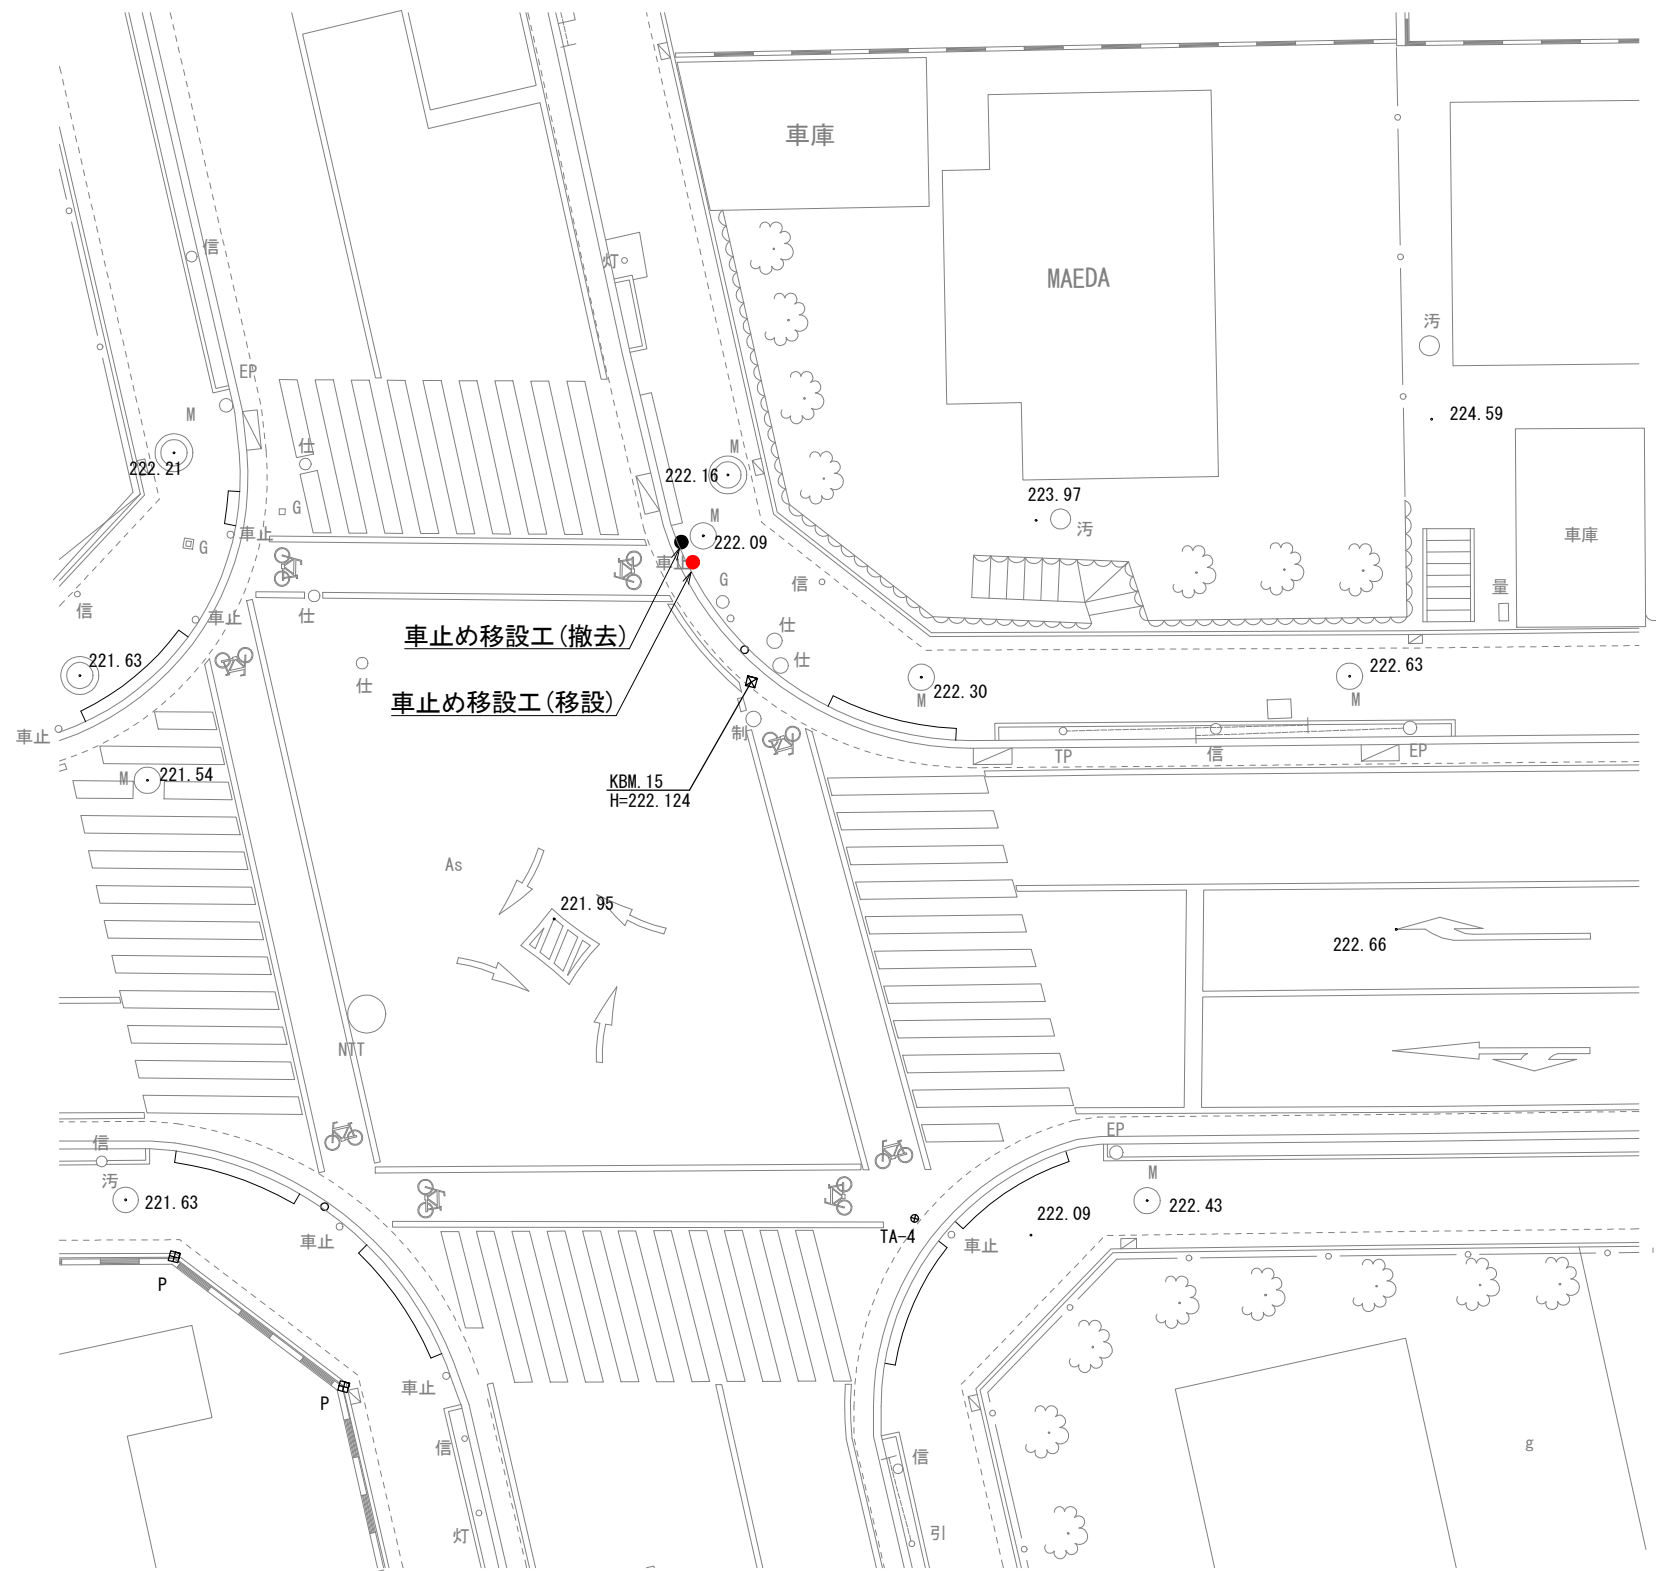 車庫
信
灯
MAEDA
汚
EP
M
224.59
仕
M
222.21
222.16
223.97
G
M
汚
車止
G
222.09
車庫
車止
G
信
量
信
車止
仕
仕
車止め移設工(撤去)
仕
221.63
222.63
仕
222.30
M
車止め移設工(移設)
M
車止
制
TP
信
EP
M
221.54
KBM.15
H=222.124
As
221.95
222.66
NTT
信
EP
汚
M
221.63
222.43
222.09
TA-4
車止
車止
P
車止
P
信
信
g
灯
引